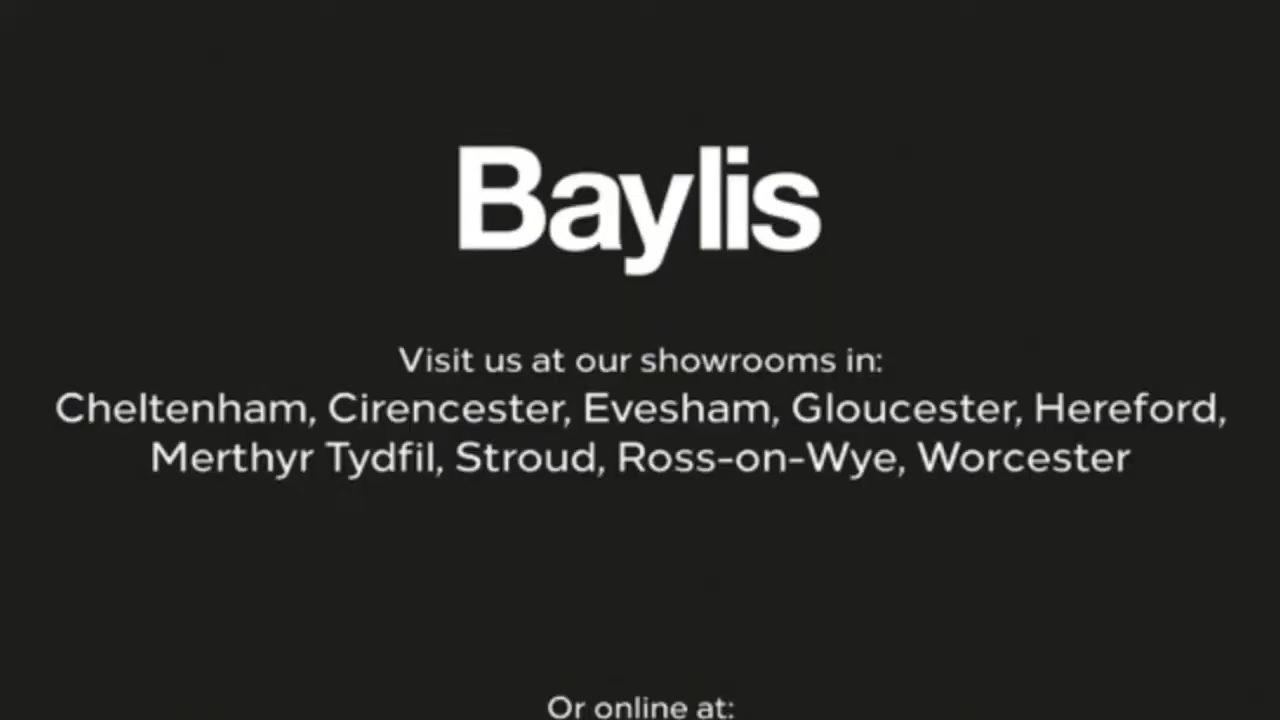 Baylis
Visit us at our showrooms in:
Cheltenham, Cirencester, Evesham, Gloucester, Hereford,
Merthyr Tydfil, Stroud, Ross-on-Wye, Worcester
Or online at: